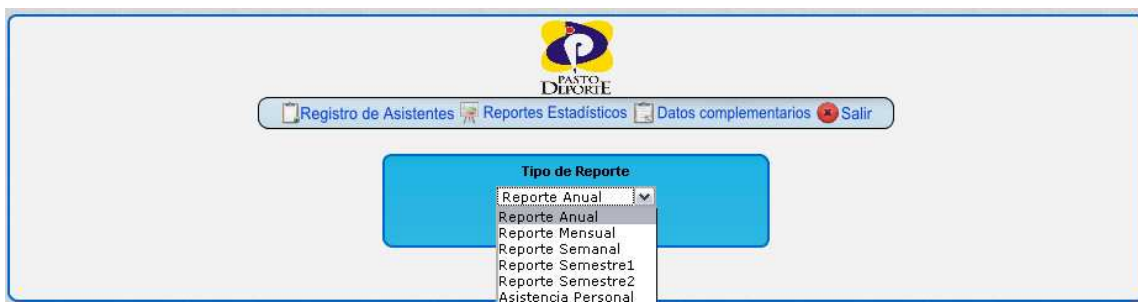 PASTO
DEPORTE
Registro de Asistentes Reportes Estadísticos Datos complementarios Salir
Tipo de Reporte
Reporte Anual
Reporte Anual
Reporte Mensual
Reporte Semanal
Reporte Semestre1
Reporte Semestre2
Asistencia Personal